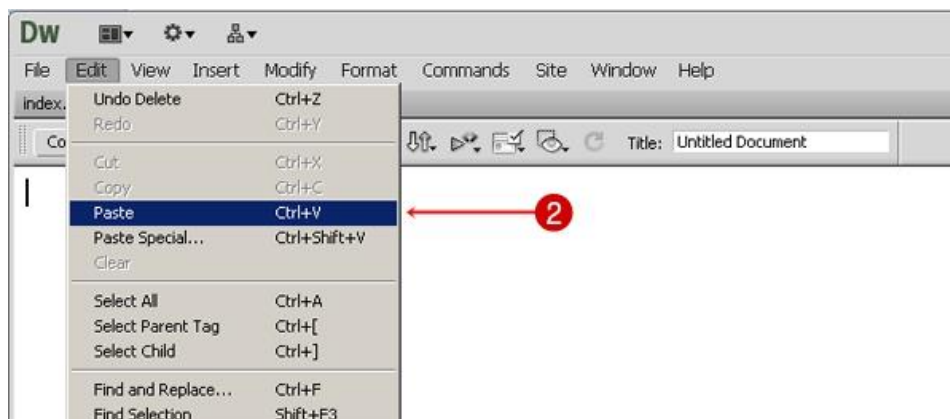 Dw
File Edit View Insert Modify Format Commands Site Window Help
index.
Undo Delete Ctrl+Z
Redo Ctrl+Y
Co
Title: Untitled Document
Cut Ctrl+X
Copy Ctrl+C
Paste Ctrl+V
2
Paste Special... Ctrl+Shift+V
Clear
Select All Ctrl+A
Select Parent Tag Ctrl+[
Select Child Ctrl+]
Find and Replace... Ctrl+F
Find Selection Shift+F3